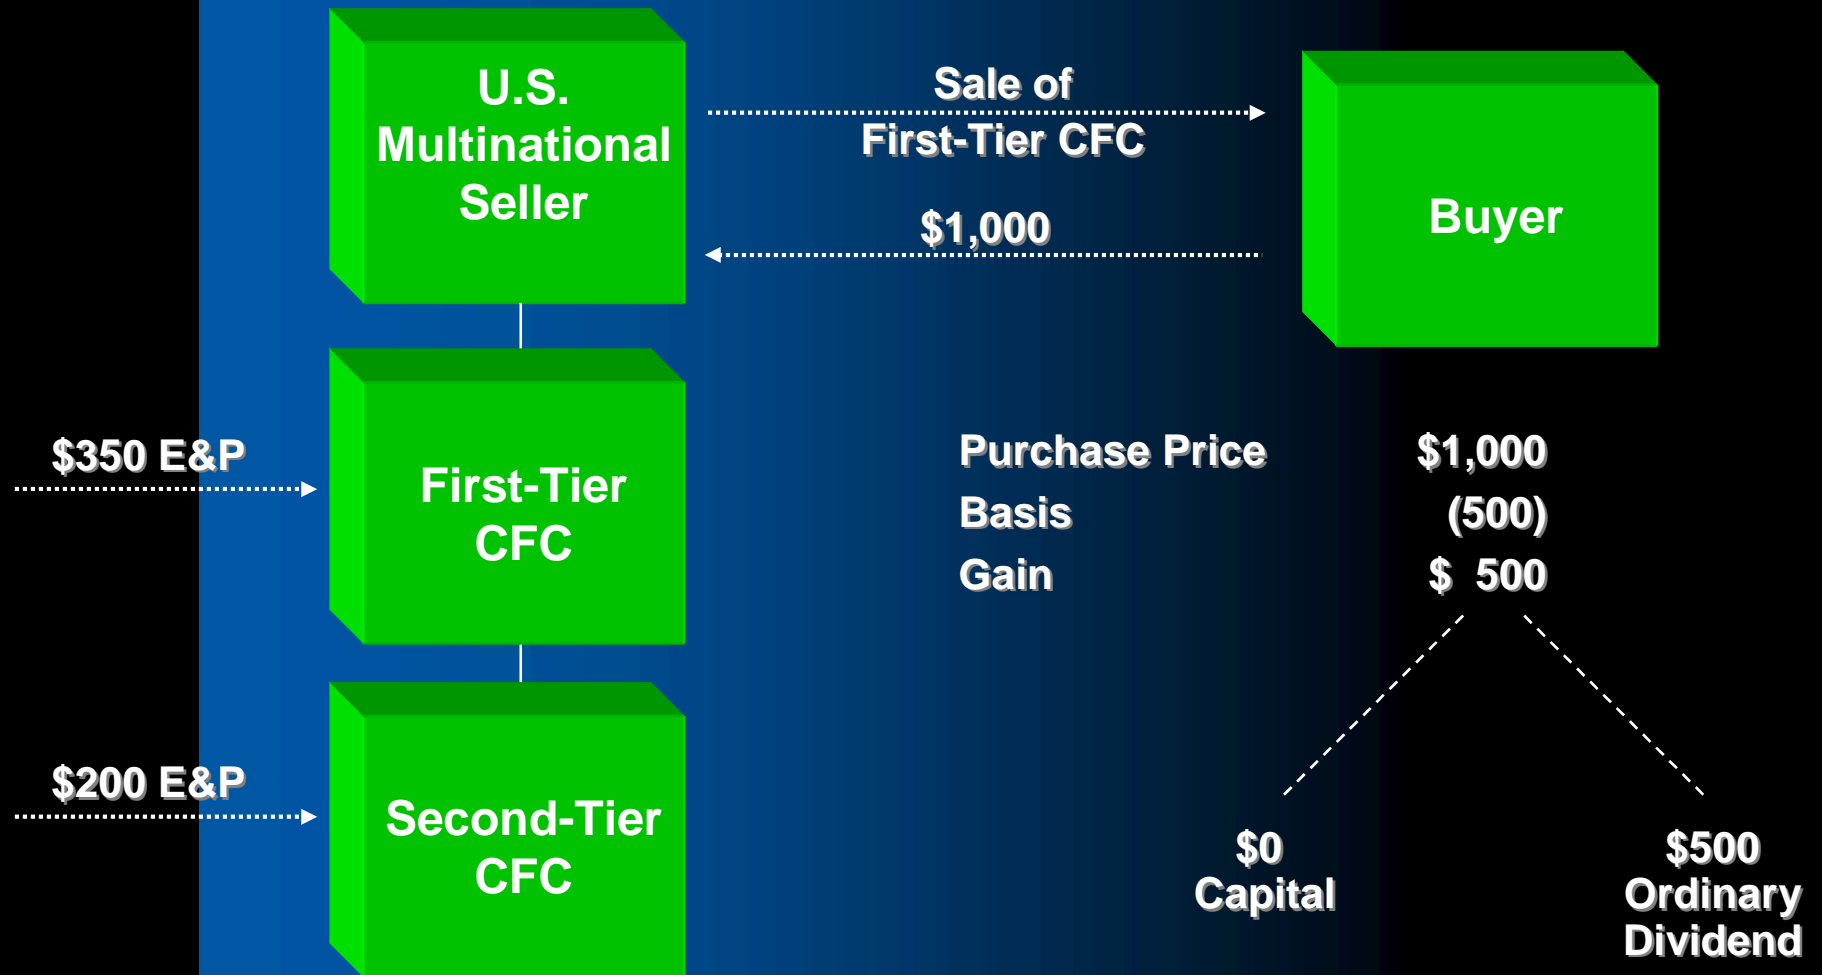 U.S.
Multinational
Seller
Sale of
First-Tier CFC
$1,000
Buyer
$350 E&P
First-Tier
CFC
Purchase Price $1,000
Basis (500)
Gain $ 500
$200 E&P
Second-Tier
CFC
$0
Capital
$500
Ordinary
Dividend